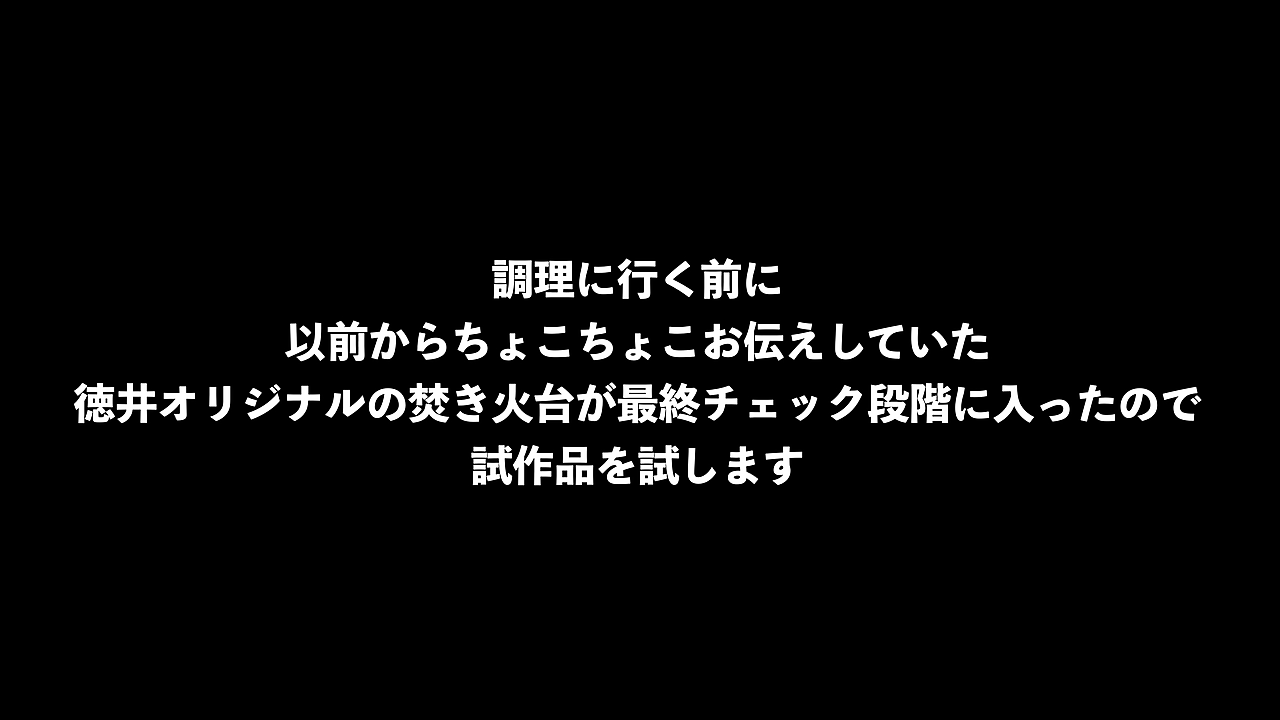 調理に行く前に
以前からちょこちょこお伝えしていた
徳井オリジナルの焚き火台が最終チェック段階に入ったので
試作品を試します